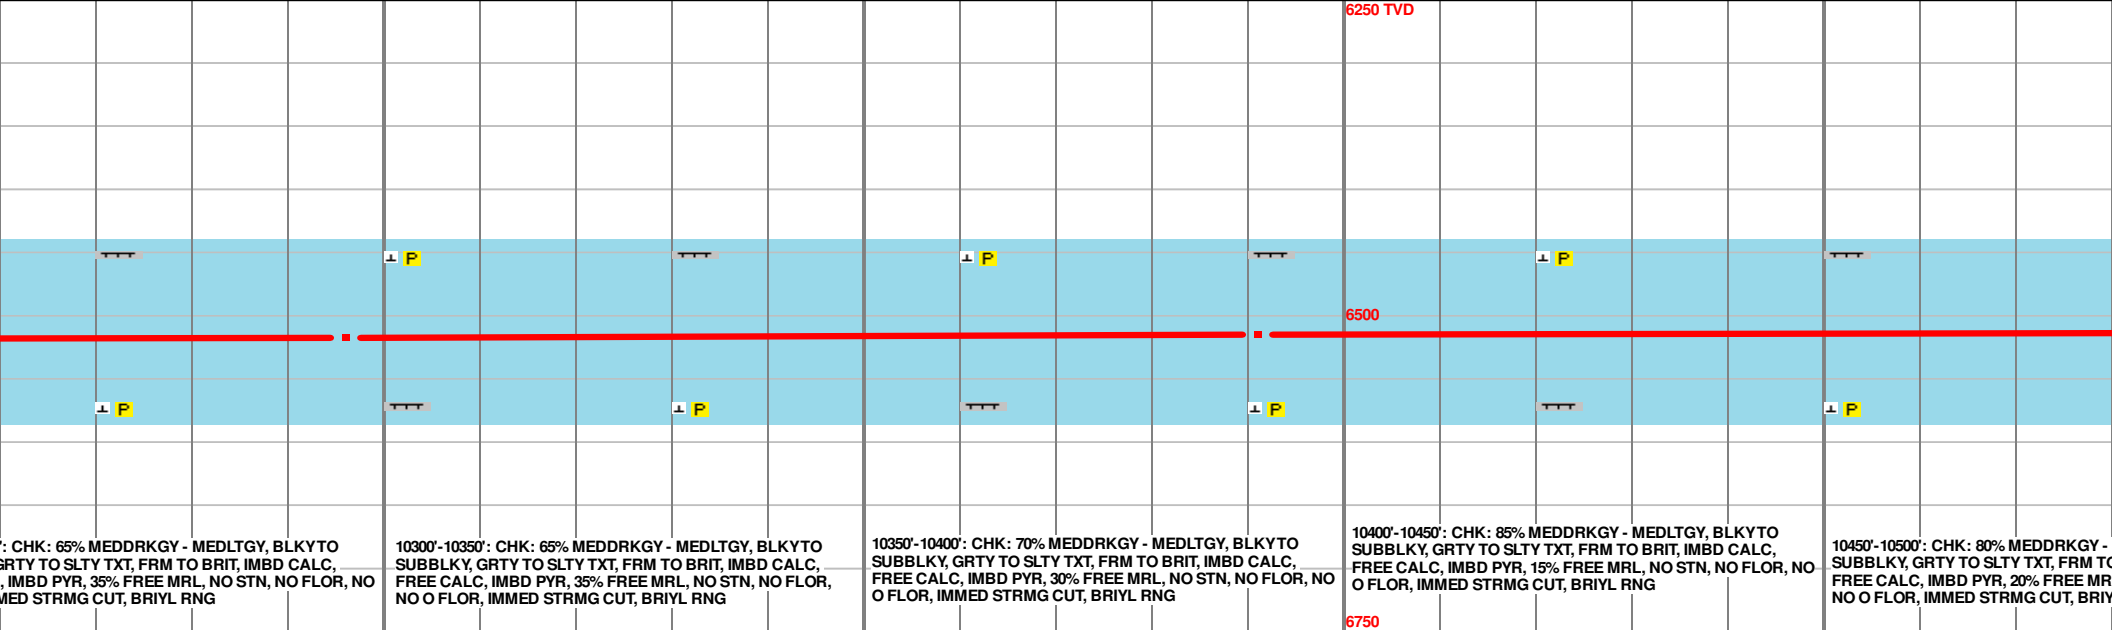 6250 TVD
P
P
P
6500
P
P
P
P
': CHK: 65% MEDDRKGY - MEDLTGY, BLKY TO
GRTY TO SLTY TXT, FRM TO BRIT, IMBD CALC,
, IMBD PYR, 35% FREE MRL, NO STN, NO FLOR, NO
MED STRMG CUT, BRIYL RNG
10300'-10350': CHK: 65% MEDDRKGY - MEDLTGY, BLKY TO
SUBBLKY, GRTY TO SLTY TXT, FRM TO BRIT, IMBD CALC,
FREE CALC, IMBD PYR, 35% FREE MRL, NO STN, NO FLOR,
NO O FLOR, IMMED STRMG CUT, BRIYL RNG
10350'-10400': CHK: 70% MEDDRKGY - MEDLTGY, BLKY TO
SUBBLKY, GRTY TO SLTY TXT, FRM TO BRIT, IMBD CALC,
FREE CALC, IMBD PYR, 30% FREE MRL, NO STN, NO FLOR, NO
O FLOR, IMMED STRMG CUT, BRIYL RNG
10400'-10450': CHK: 85% MEDDRKGY - MEDLTGY, BLKY TO
SUBBLKY, GRTY TO SLTY TXT, FRM TO BRIT, IMBD CALC,
FREE CALC, IMBD PYR, 15% FREE MRL, NO STN, NO FLOR, NO
O FLOR, IMMED STRMG CUT, BRIYL RNG
10450'-10500': CHK: 80% MEDDRKGY -
SUBBLKY, GRTY TO SLTY TXT, FRM TO
FREE CALC, IMBD PYR, 20% FREE MR
NO O FLOR, IMMED STRMG CUT, BRIY
6750